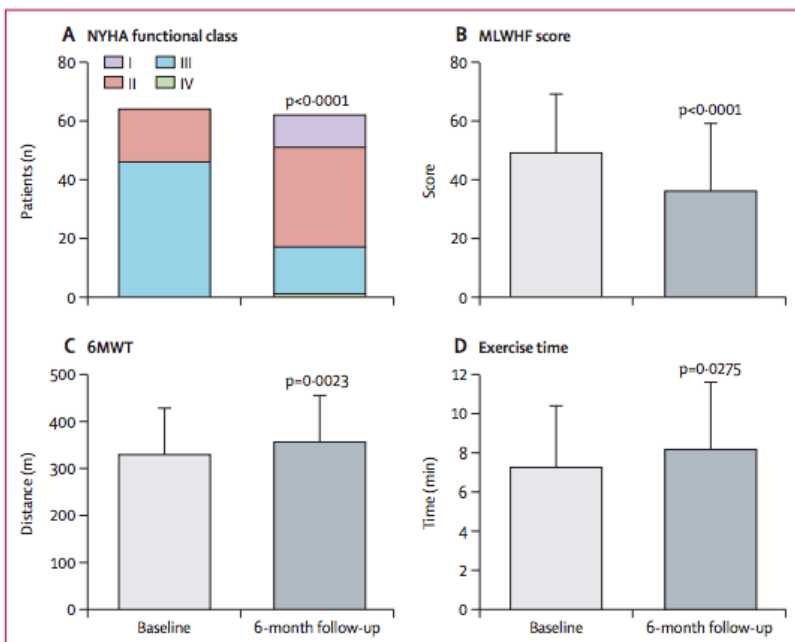 A NYHA functional class
I III
II IV
80
60
40
20
0
Patients (n)
p<0·0001
B MLWHF score
80
60
40
20
0
Score
p<0·0001
C 6MWT
500
400
300
200
100
0
Distance (m)
p=0·0023
Baseline 6-month follow-up
D Exercise time
12
10
8
6
4
2
0
Time (min)
p=0·0275
Baseline 6-month follow-up